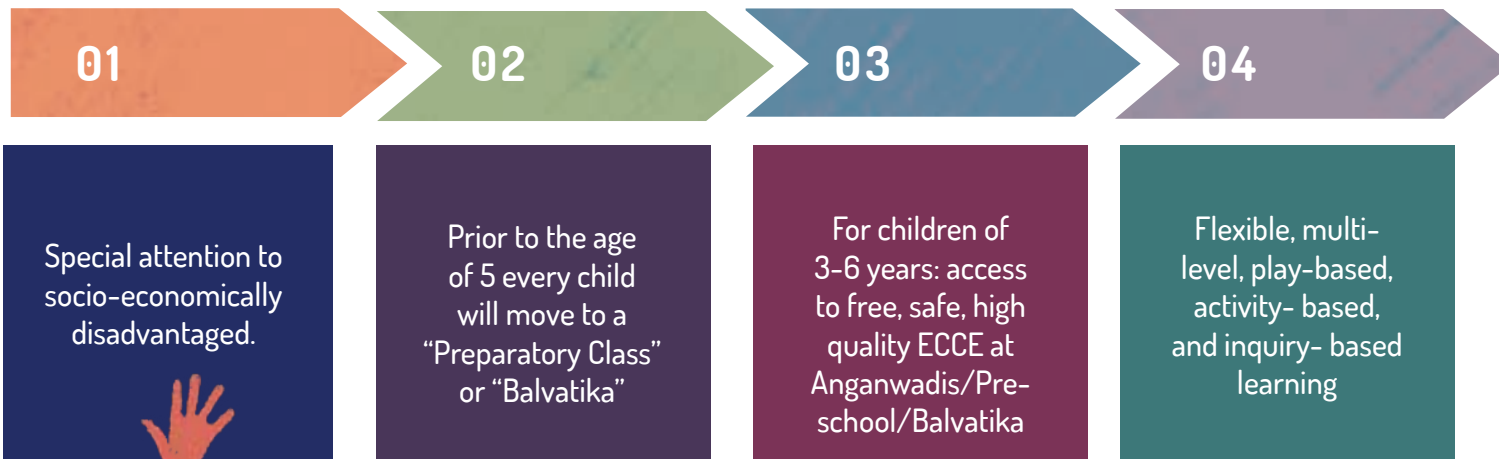 01
02
03
04
Special attention to
socio-economically
disadvantaged.
Prior to the age
of 5 every child
will move to a
“Preparatory Class”
or “Balvatika”
For children of
3-6 years: access
to free, safe, high
quality ECCE at
Anganwadis/Pre-
school/Balvatika
Flexible, multi-
level, play-based,
activity- based,
and inquiry- based
learning